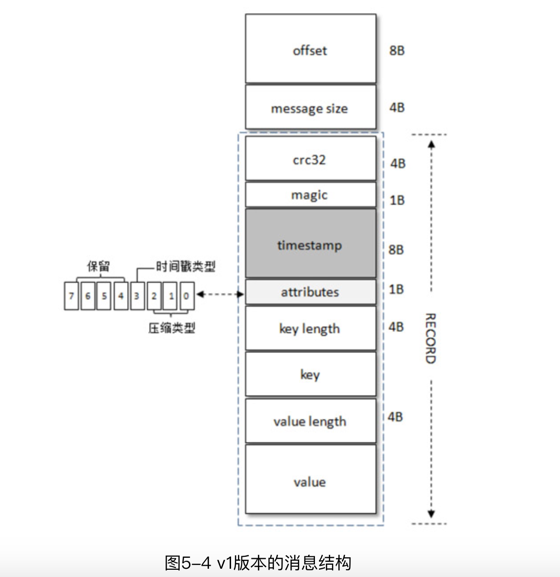 offset 8B
message size 4B
crc32 4B
magic 1B
timestamp 8B
保留 时间戳类型
7 6 5 4 3 2 1 0
压缩类型
attributes 1B
key length 4B
key
value length 4B
value
RECORD
图5-4 v1版本的消息结构